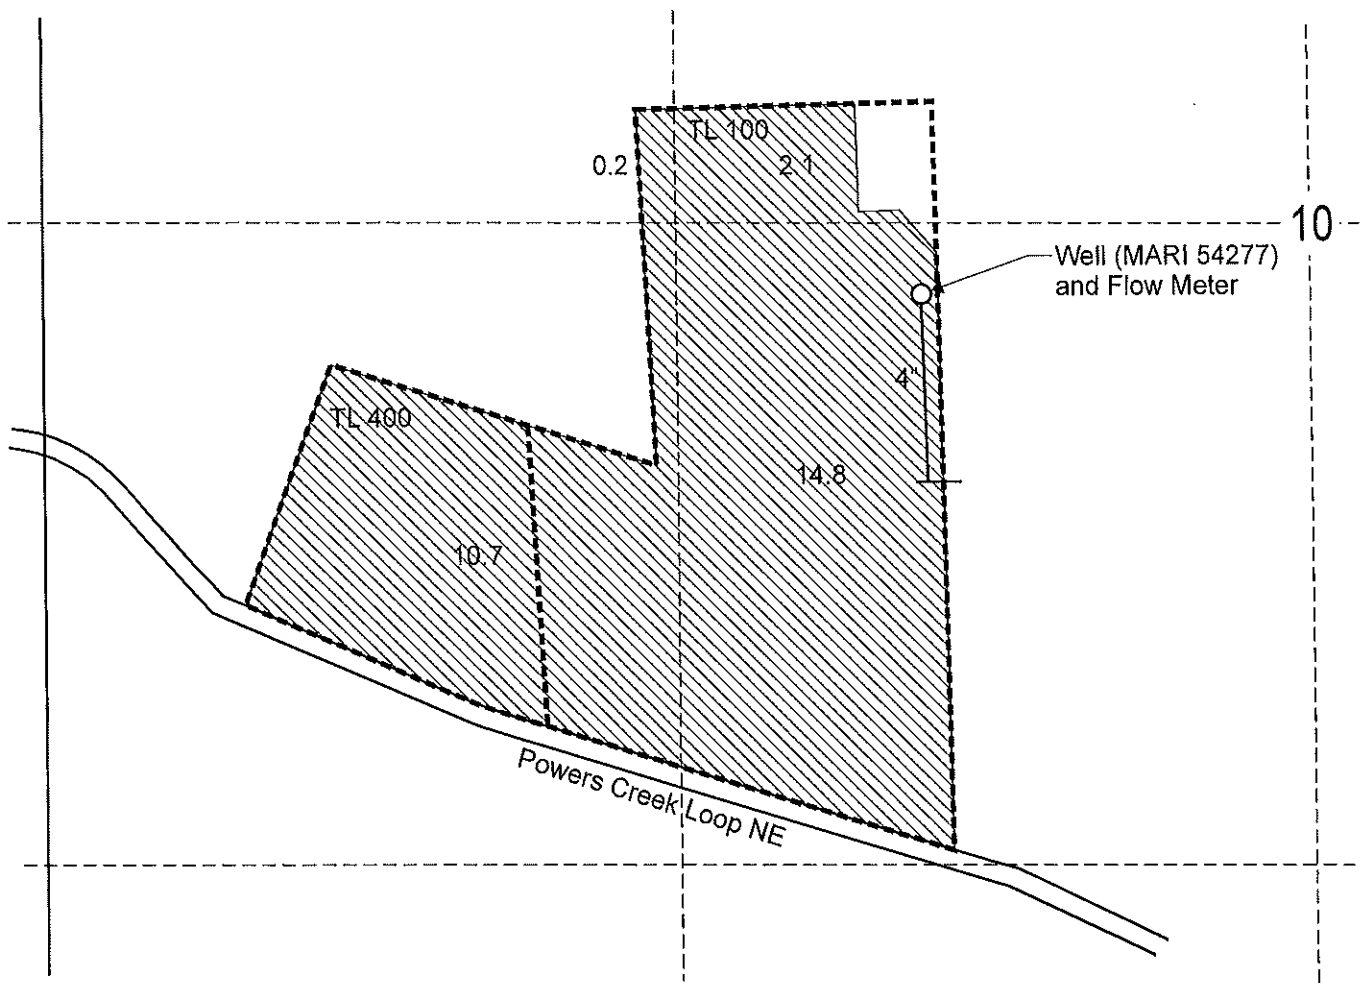 TL 100
0.2
2.1
10
Well (MARI 54277)
and Flow Meter
4"
TL 400
14.8
10.7
Powers Creek Loop NE